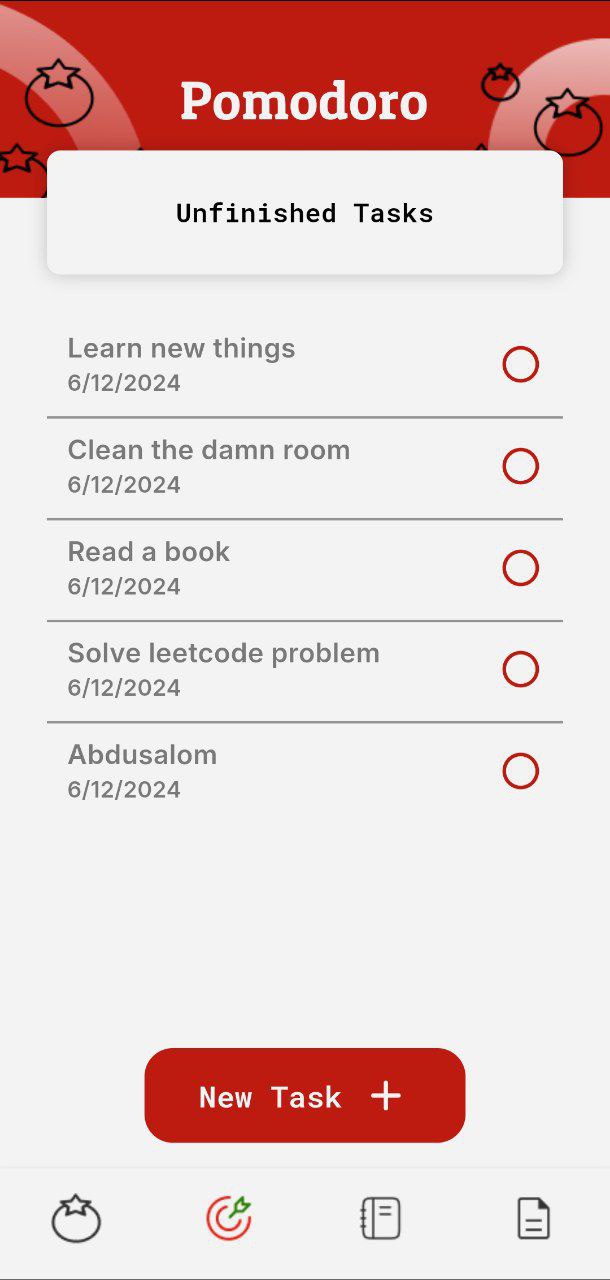 Pomodoro
Unfinished Tasks
Learn new things
6/12/2024
Clean the damn room
6/12/2024
Read a book
6/12/2024
Solve leetcode problem
6/12/2024
Abdusalom
6/12/2024
New Task +